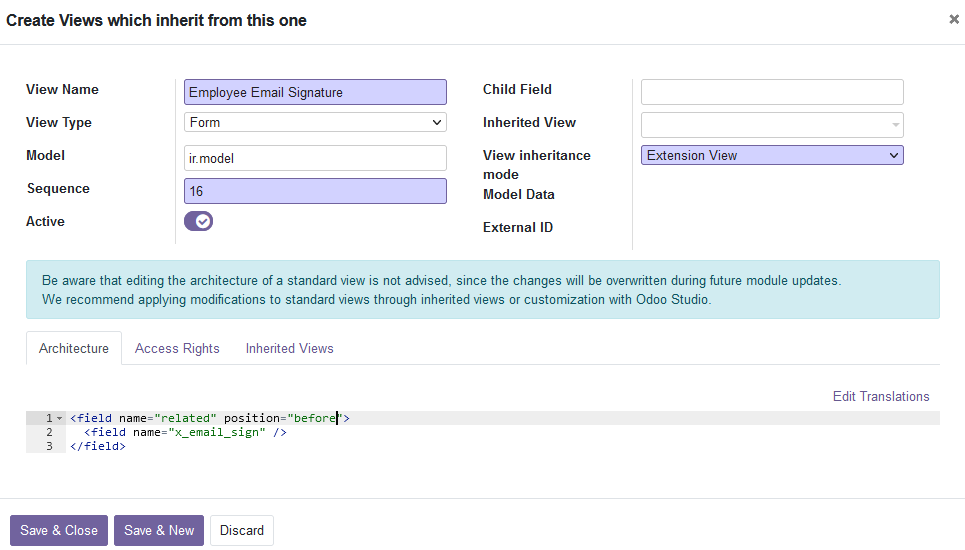 Create Views which inherit from this one ×
View Name Employee Email Signature
View Type Form
Model ir.model
Sequence 16
Active
Child Field
Inherited View
View inheritance mode Extension View
Model Data
External ID
Be aware that editing the architecture of a standard view is not advised, since the changes will be overwritten during future module updates.
We recommend applying modifications to standard views through inherited views or customization with Odoo Studio.
Architecture Access Rights Inherited Views
Edit Translations
1 <field name="related" position="before">
2   <field name="x_email_sign" />
3 </field>
Save & Close Save & New Discard